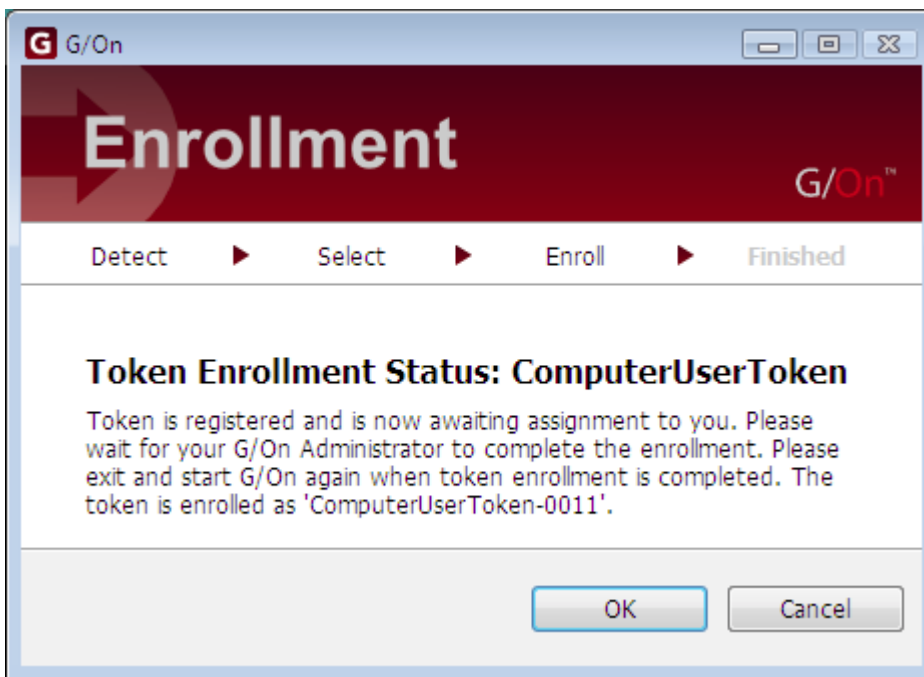 G G/On
Enrollment
G/On™
Detect Select Enroll Finished
Token Enrollment Status: ComputerUserToken
Token is registered and is now awaiting assignment to you. Please
wait for your G/On Administrator to complete the enrollment. Please
exit and start G/On again when token enrollment is completed. The
token is enrolled as 'ComputerUserToken-0011'.
OK Cancel